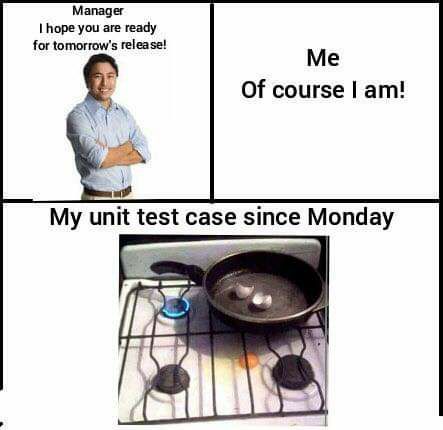 Manager
I hope you are ready
for tomorrow's release!
Me
Of course I am!
My unit test case since Monday